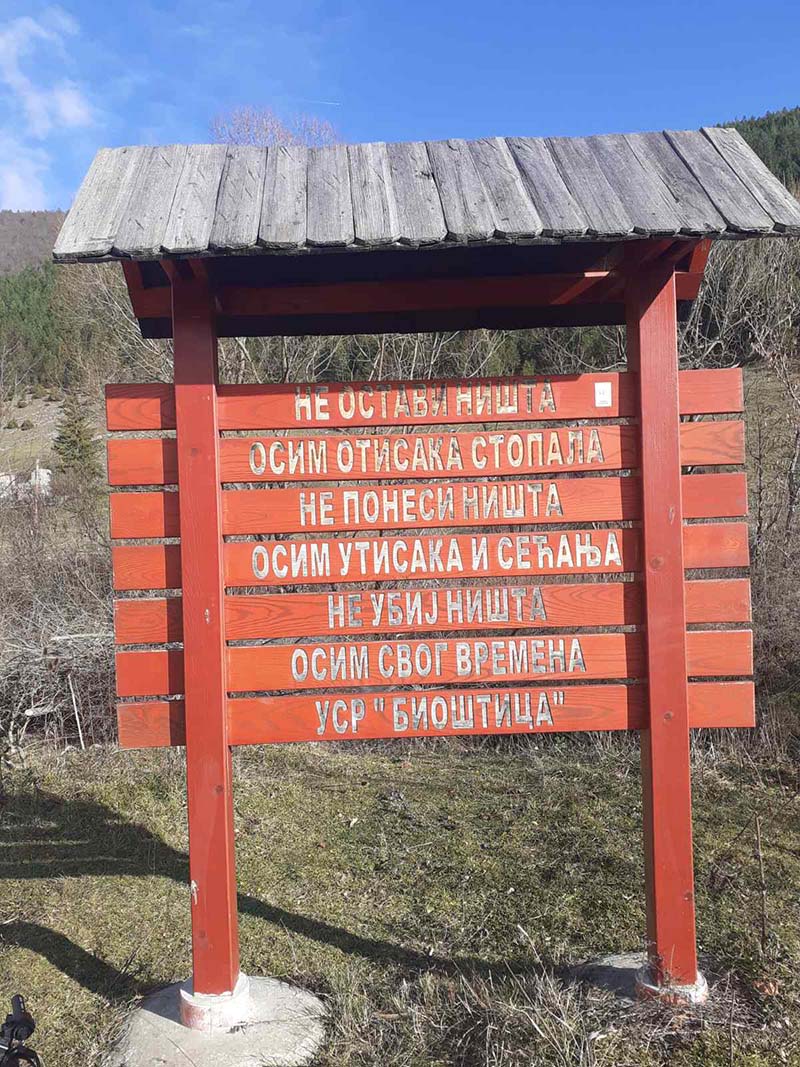 НЕ ОСТАВИ НИШТА
ОСИМ ОТИСАКА СТОПАЛА
НЕ ПОНЕСИ НИШТА
ОСИМ УТИСАКА И СЕЋАЊА
НЕ УБИЈ НИШТА
ОСИМ СВОГ ВРЕМЕНА
УСР " БИОШТИЦА"